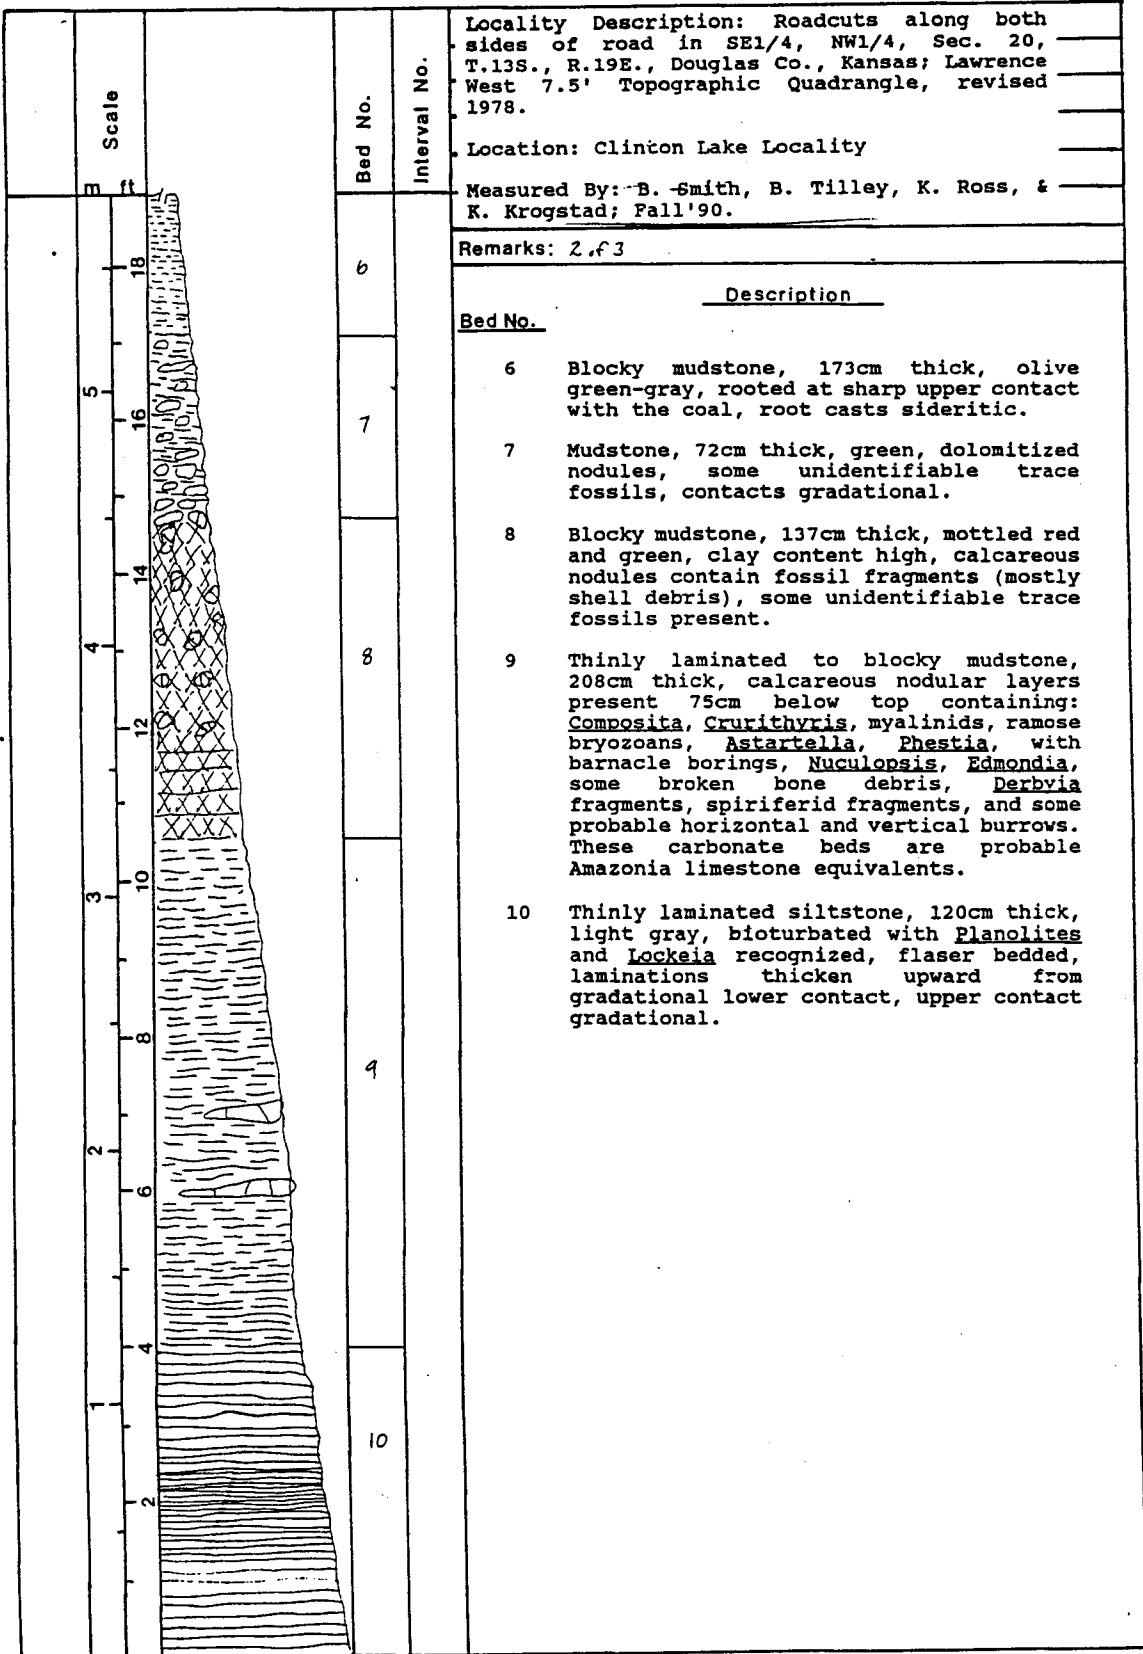 Scale
m ft
Bed No.
Interval No.
Locality Description: Roadcuts along both
sides of road in SE1/4, NW1/4, Sec. 20,
T.13S., R.19E., Douglas Co., Kansas; Lawrence
West 7.5' Topographic Quadrangle, revised
1978.
Location: Clinton Lake Locality
Measured By: B. Smith, B. Tilley, K. Ross, &
K. Krogstad; Fall'90.
Remarks: 2 of 3
Description
Bed No.
6 Blocky mudstone, 173cm thick, olive
green-gray, rooted at sharp upper contact
with the coal, root casts sideritic.
7 Mudstone, 72cm thick, green, dolomitized
nodules, some unidentifiable trace
fossils, contacts gradational.
8 Blocky mudstone, 137cm thick, mottled red
and green, clay content high, calcareous
nodules contain fossil fragments (mostly
shell debris), some unidentifiable trace
fossils present.
9 Thinly laminated to blocky mudstone,
208cm thick, calcareous nodular layers
present 75cm below top containing:
Composita, Crurithyris, myalinids, ramose
bryozoans, Astartella, Phestia, with
barnacle borings, Nuculopsis, Edmondia,
some broken bone debris, Derbyia
fragments, spiriferid fragments, and some
probable horizontal and vertical burrows.
These carbonate beds are probable
Amazonia limestone equivalents.
10 Thinly laminated siltstone, 120cm thick,
light gray, bioturbated with Planolites
and Lockeia recognized, flaser bedded,
laminations thicken upward from
gradational lower contact, upper contact
gradational.
18
6
5
16
7
14
4
8
12
3
10
8
9
2
6
4
1
10
2